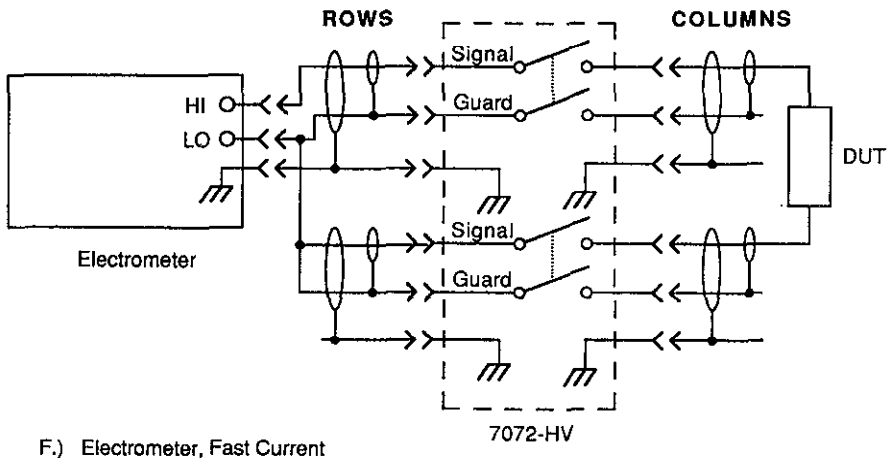 ROWS
COLUMNS
Signal
Guard
HI
LO
DUT
Signal
Guard
Electrometer
7072-HV
F.) Electrometer, Fast Current